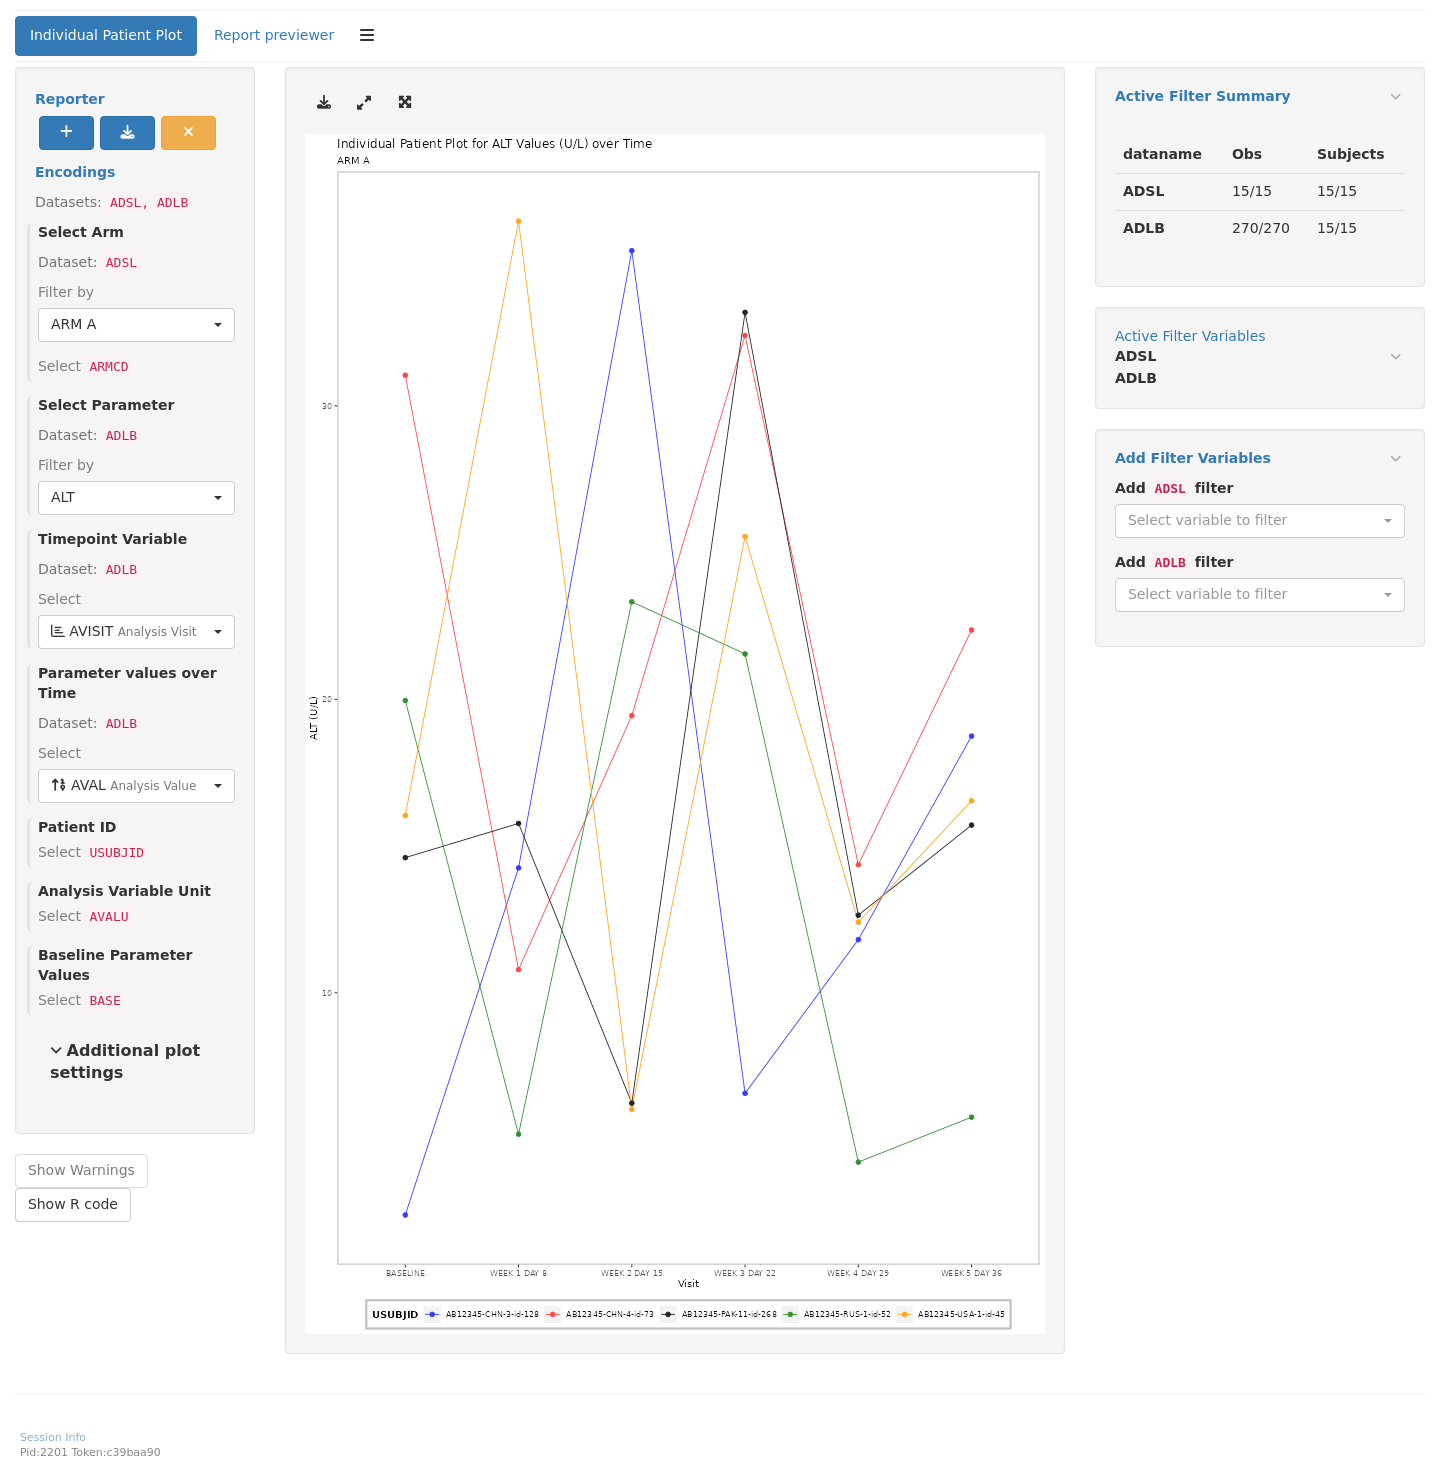 Individual Patient Plot
Report previewer
Reporter
Encodings
Datasets: ADSL, ADLB
Select Arm
Dataset: ADSL
Filter by
ARM A
Select ARMCD
Select Parameter
Dataset: ADLB
Filter by
ALT
Timepoint Variable
Dataset: ADLB
Select
AVISIT Analysis Visit
Parameter values over
Time
Dataset: ADLB
Select
AVAL Analysis Value
Patient ID
Select USUBJID
Analysis Variable Unit
Select AVALU
Baseline Parameter
Values
Select BASE
Additional plot
settings
Show Warnings
Show R code
Individual Patient Plot for ALT Values (U/L) over Time
ARM A
30
20
10
ALT (U/L)
BASELINE WEEK 1 DAY 8 WEEK 2 DAY 15 WEEK 3 DAY 22 WEEK 4 DAY 29 WEEK 5 DAY 36
Visit
USUBJID AB12345-CHN-3-id-128 AB12345-CHN-4-id-73 AB12345-PAK-11-id-268 AB12345-RUS-1-id-52 AB12345-USA-1-id-45
Active Filter Summary
dataname Obs Subjects
ADSL 15/15 15/15
ADLB 270/270 15/15
Active Filter Variables
ADSL
ADLB
Add Filter Variables
Add ADSL filter
Select variable to filter
Add ADLB filter
Select variable to filter
Session Info
Pid:2201 Token:c39baa90